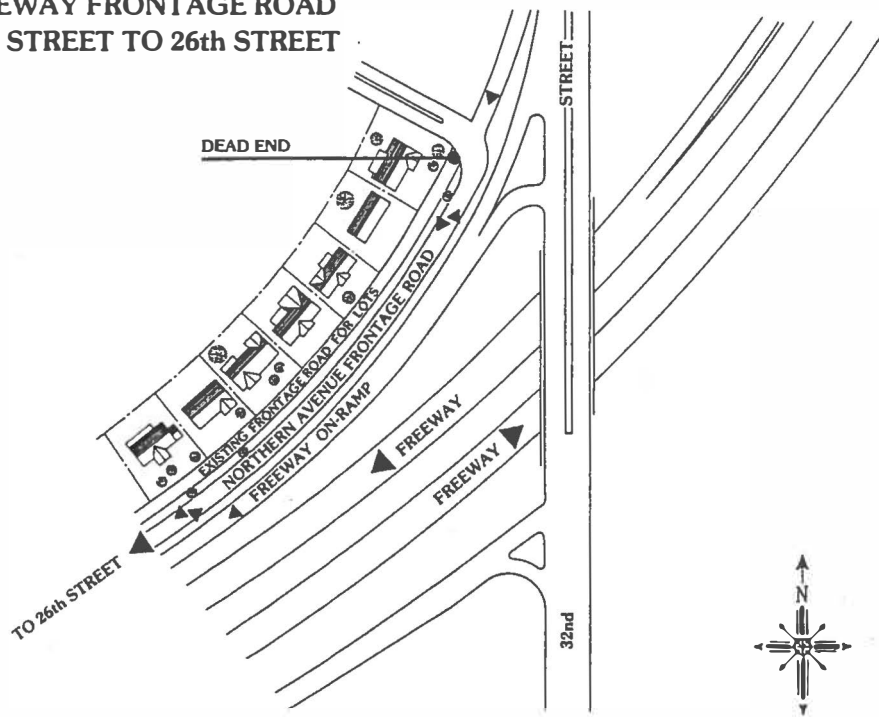 STREET TO 26th STREET
FRONTAGE ROAD
STREET
DEAD END
EXISTING FRONTAGE ROAD FOR LOTS
NORTHERN AVENUE FRONTAGE ROAD
FREEWAY ON-RAMP
FREEWAY
FREEWAY
TO 26th STREET
32nd
N